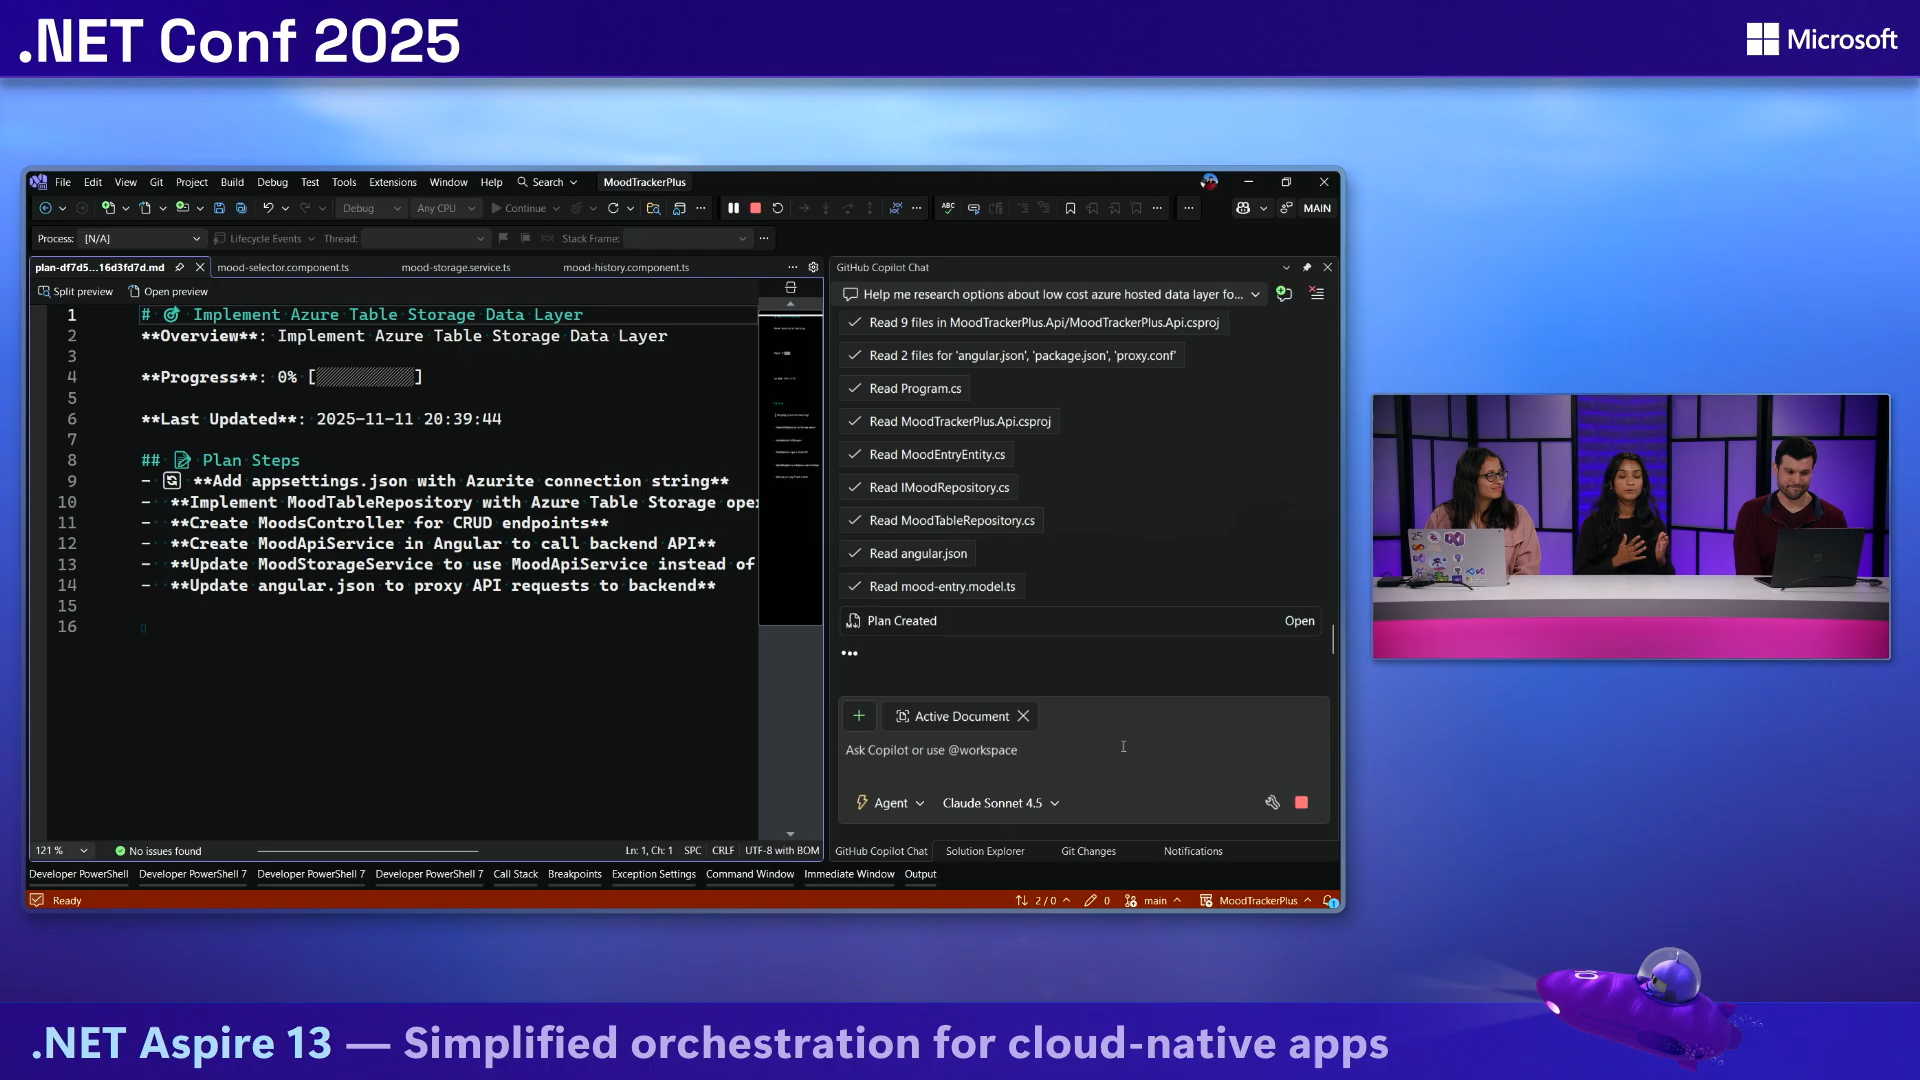 .NET Conf 2025
Microsoft
File Edit View Git Project Build Debug Test Tools Extensions Window Help Search MoodTrackerPlus
Debug Any CPU Continue MAIN
Process: [N/A] Lifecycle Events Thread: Stack Frame:
plan-df7d5...16d3fd7d.md mood-selector.component.ts mood-storage.service.ts mood-history.component.ts
Split preview Open preview
1 # Implement Azure Table Storage Data Layer
2 **Overview**: Implement Azure Table Storage Data Layer
3
4 **Progress**: 0% [ ]
5
6 **Last Updated**: 2025-11-11 20:39:44
7
8 ## Plan Steps
9 - **Add appsettings.json with Azurite connection string**
10 - **Implement MoodTableRepository with Azure Table Storage ope
11 - **Create MoodsController for CRUD endpoints**
12 - **Create MoodApiService in Angular to call backend API**
13 - **Update MoodStorageService to use MoodApiService instead of
14 - **Update angular.json to proxy API requests to backend**
15
16
121 % No issues found Ln: 1, Ch: 1 SPC CRLF UTF-8 with BOM
GitHub Copilot Chat
Help me research options about low cost azure hosted data layer fo...
Read 9 files in MoodTrackerPlus.Api/MoodTrackerPlus.Api.csproj
Read 2 files for 'angular.json', 'package.json', 'proxy.conf'
Read Program.cs
Read MoodTrackerPlus.Api.csproj
Read MoodEntryEntity.cs
Read IMoodRepository.cs
Read MoodTableRepository.cs
Read angular.json
Read mood-entry.model.ts
Plan Created Open
Active Document
Ask Copilot or use @workspace
Agent Claude Sonnet 4.5
GitHub Copilot Chat Solution Explorer Git Changes Notifications
Developer PowerShell Developer PowerShell 7 Developer PowerShell 7 Developer PowerShell 7 Call Stack Breakpoints Exception Settings Command Window Immediate Window Output
Ready 2 / 0 0 main MoodTrackerPlus 1
.NET Aspire 13 — Simplified orchestration for cloud-native apps